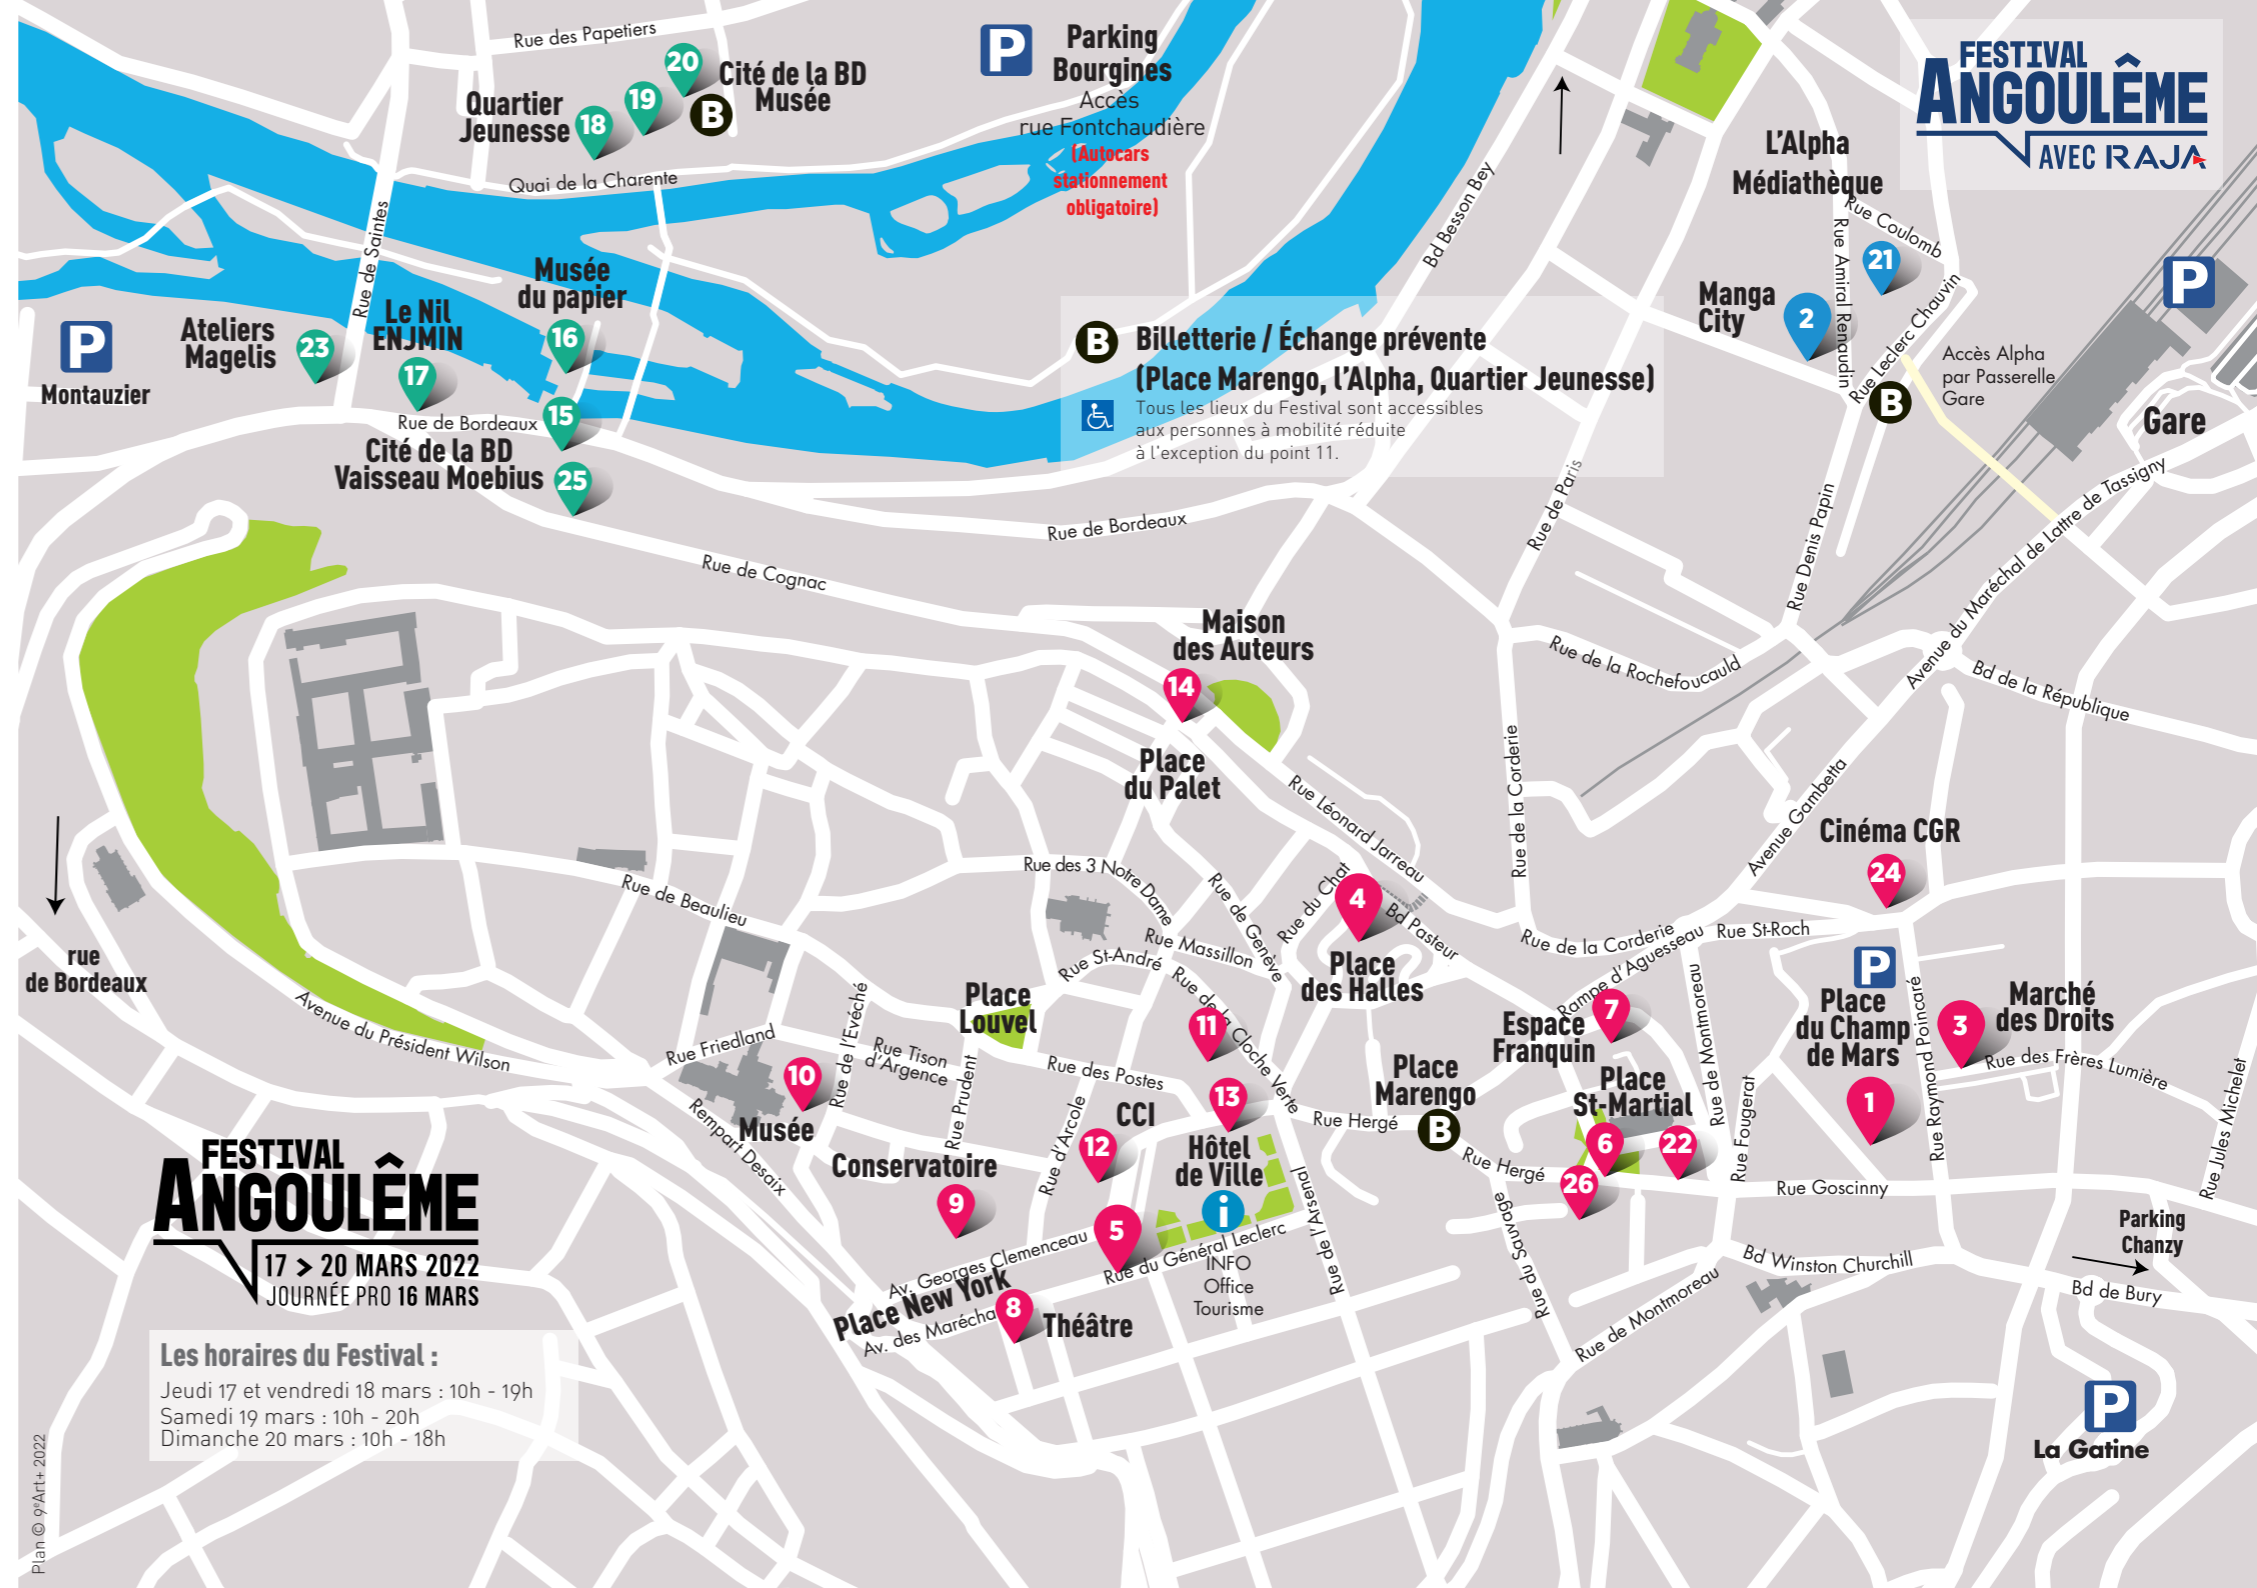 Rue des Papetiers
20
Cité de la BD
Musée
19
B
Quartier
Jeunesse
18
Quai de la Charente
P
Parking
Bourgines
Accès
rue Fontchaudière
(Autocars
stationnement
obligatoire)
FESTIVAL
ANGOULÊME
AVEC RAJA
L'Alpha
Médiathèque
Rue Coulomb
21
Rue Amiral Renaudin
Manga
City
2
Rue Leclerc Chauvin
B
Accès Alpha
par Passerelle
Gare
P
Gare
Bd Besson Bey
Rue de Saintes
Musée
du papier
16
Le Nil
ENJMIN
17
Ateliers
Magelis
23
P
Montauzier
Rue de Bordeaux
15
Cité de la BD
Vaisseau Moebius
25
B
Billetterie / Échange prévente
(Place Marengo, l'Alpha, Quartier Jeunesse)
Tous les lieux du Festival sont accessibles
aux personnes à mobilité réduite
à l'exception du point 11.
Rue de Bordeaux
Rue de Cognac
Rue de Paris
Rue Denis Papin
Avenue du Maréchal de Lattre de Tassigny
Rue de la Rochefoucauld
Bd de la République
Maison
des Auteurs
14
Place
du Palet
Rue Léonard Jarreau
Rue de la Corderie
Avenue Gambetta
Cinéma CGR
24
Rue des 3 Notre Dame
Rue de Genève
Rue du Chat
4
Bd Pasteur
Place
des Halles
Rue de Beaulieu
Rue Massillon
Rue St-André
Rue de la Cloche Verte
Rue de la Corderie
Rampe d'Aguesseau
Rue St-Roch
P
Place
du Champ
de Mars
1
Rue Raymond Poincaré
3
Marché
des Droits
Rue des Frères Lumière
Rue Jules Michelet
rue
de Bordeaux
Avenue du Président Wilson
Place
Louvel
11
Rue Friedland
Rue de l'Evéché
Rue Tison
d'Argence
10
Musée
Rempart Desaix
Rue Prudent
Rue des Postes
Rue d'Arcole
CCI
12
13
Hôtel
de Ville
i
INFO
Office
Tourisme
Rue Hergé
Place
Marengo
B
Espace
Franquin
7
Place
St-Martial
6
22
26
Rue de Montmoreau
Rue Fougerat
Rue Hergé
Rue Goscinny
Rue de l'Arsenal
Rue du Sauvage
Conservatoire
9
5
Av. Georges Clemenceau
Rue du Général Leclerc
Place New York
Av. des Marécha
8
Théâtre
Bd Winston Churchill
Rue de Montmoreau
Parking
Chanzy
Bd de Bury
P
La Gatine
FESTIVAL
ANGOULÊME
17 > 20 MARS 2022
JOURNÉE PRO 16 MARS
Les horaires du Festival :
Jeudi 17 et vendredi 18 mars : 10h - 19h
Samedi 19 mars : 10h - 20h
Dimanche 20 mars : 10h - 18h
Plan © 9eArt+ 2022